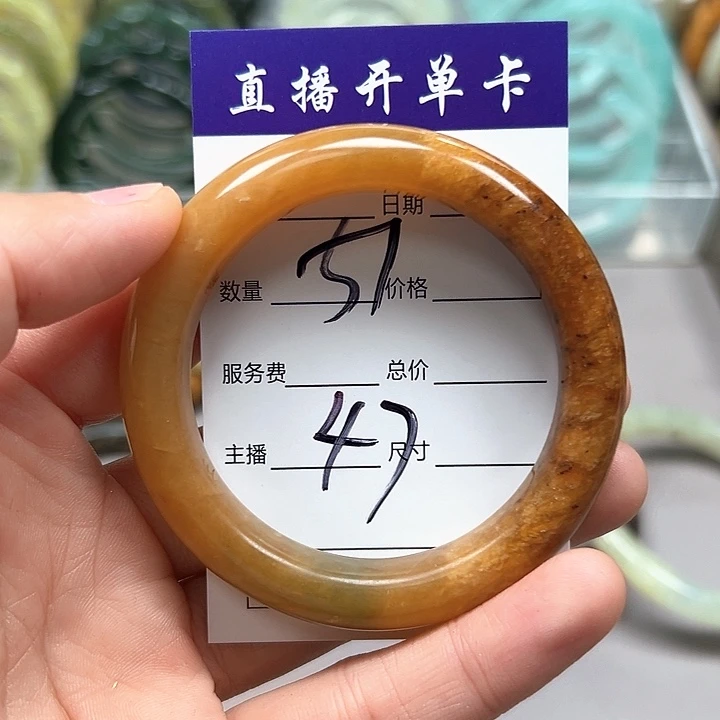 直播开单卡
日期
数量 51 价格
服务费 总价
47
主播 尺寸